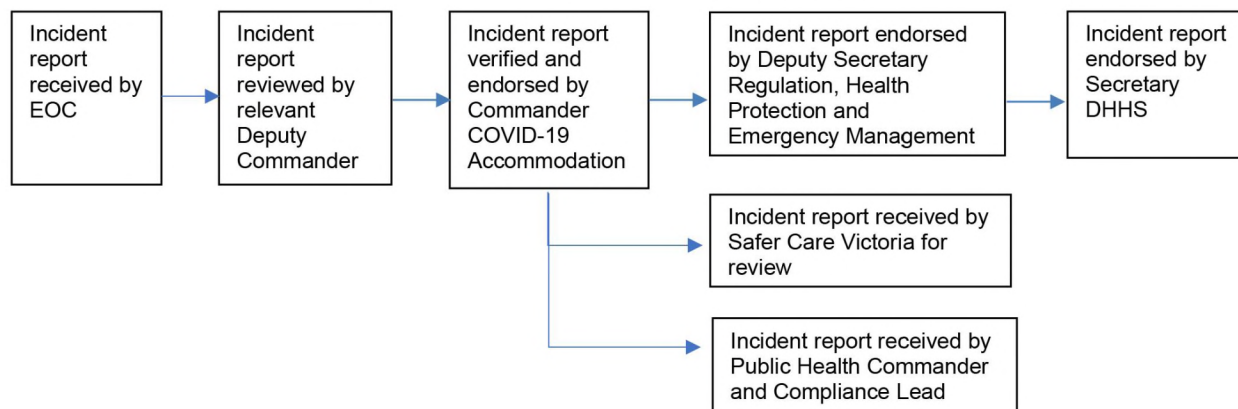 Incident
report
received by
EOC
Incident
report
reviewed by
relevant
Deputy
Commander
Incident report
verified and
endorsed by
Commander
COVID-19
Accommodation
Incident report endorsed
by Deputy Secretary
Regulation, Health
Protection and
Emergency Management
Incident report
endorsed by
Secretary
DHHS
Incident report received by
Safer Care Victoria for
review
Incident report received by
Public Health Commander
and Compliance Lead